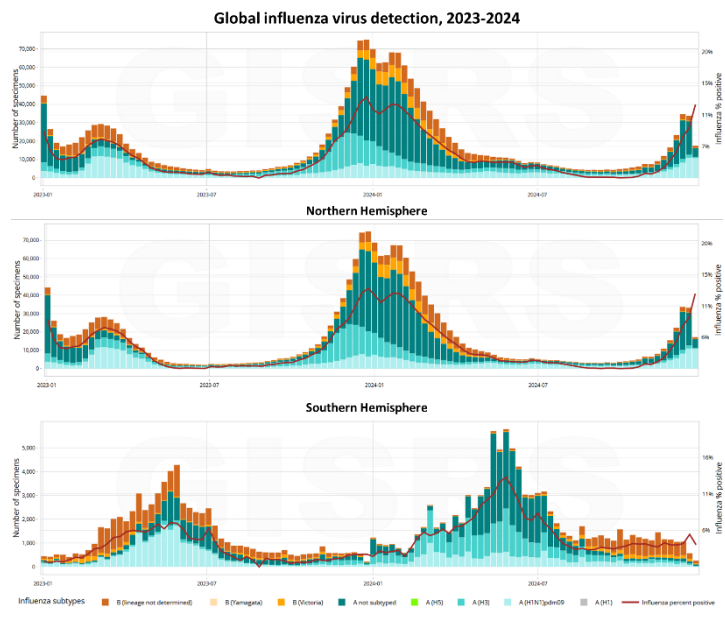 Global influenza virus detection, 2023-2024
Number of specimens
70,000
60,000
50,000
40,000
30,000
20,000
10,000
0
20%
15%
11%
7%
Influenza % positive
2023-01 2023-07 2024-01 2024-07
Northern Hemisphere
Number of specimens
70,000
60,000
50,000
40,000
30,000
20,000
10,000
0
20%
15%
11%
6%
Influenza % positive
2023-01 2023-07 2024-01 2024-07
Southern Hemisphere
Number of specimens
5,000
4,000
3,000
2,000
1,000
0
16%
11%
6%
Influenza % positive
2023-01 2023-07 2024-01 2024-07
Influenza subtypes B (lineage not determined) B (Yamagata) B (Victoria) A not subtyped A (H5) A (H3) A (H1N1)pdm09 A (H1) Influenza percent positive